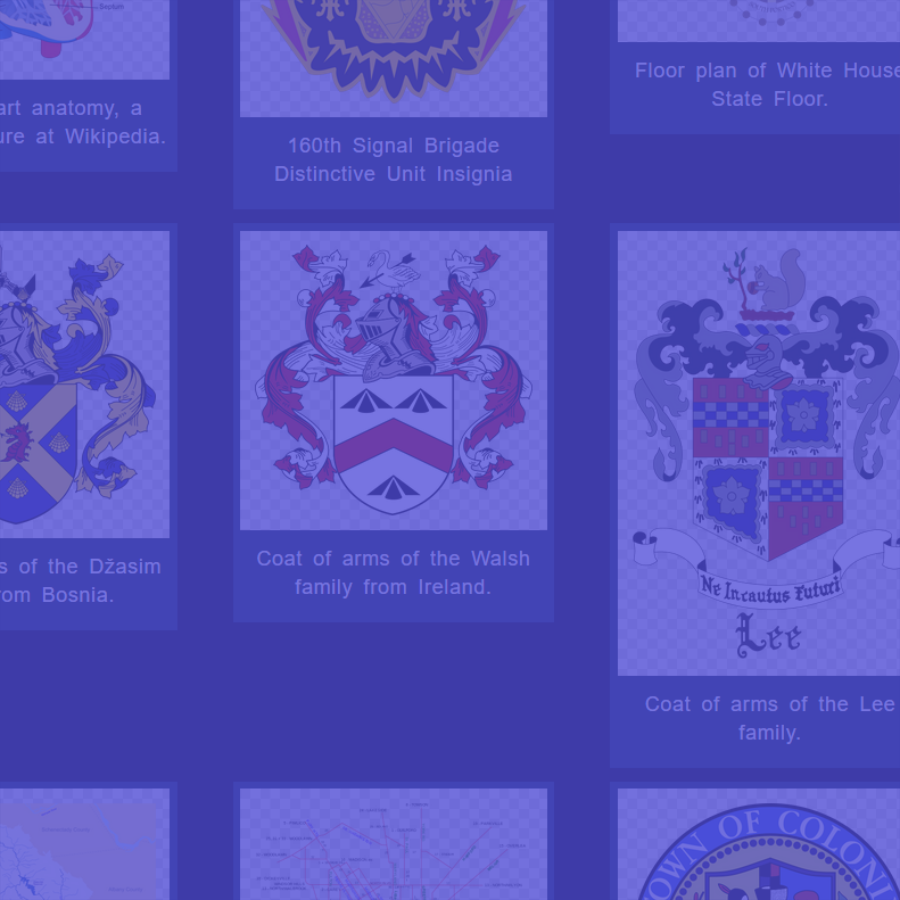 Septum
art anatomy, a
ure at Wikipedia.
160th Signal Brigade
Distinctive Unit Insignia
Floor plan of White House
State Floor.
s of the Džasim
rom Bosnia.
Coat of arms of the Walsh
family from Ireland.
Ne Incautus Futuri
Lee
Coat of arms of the Lee
family.
OWN OF COLONI